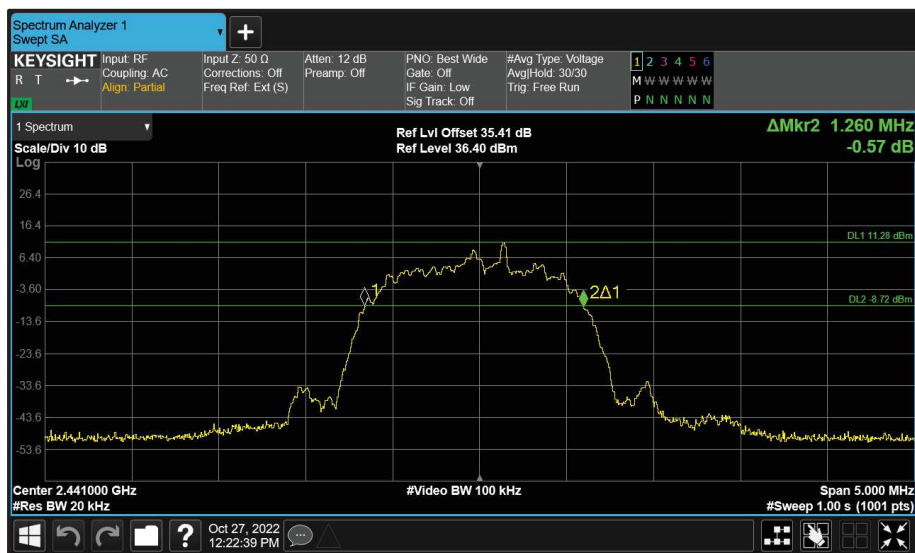 Spectrum Analyzer 1
Swept SA
+
KEYSIGHT
R T
LXI
Input: RF
Coupling: AC
Align: Partial
Input Z: 50 Ω
Corrections: Off
Freq Ref: Ext (S)
Atten: 12 dB
Preamp: Off
PNO: Best Wide
Gate: Off
IF Gain: Low
Sig Track: Off
#Avg Type: Voltage
Avg|Hold: 30/30
Trig: Free Run
1 2 3 4 5 6
M W W W W W
P N N N N N
1 Spectrum
Scale/Div 10 dB
Log
Ref Lvl Offset 35.41 dB
Ref Level 36.40 dBm
ΔMkr2 1.260 MHz
-0.57 dB
26.4
16.4
DL1 11.28 dBm
6.40
-3.60
1
2Δ1
DL2 -8.72 dBm
-13.6
-23.6
-33.6
-43.6
-53.6
Center 2.441000 GHz
#Res BW 20 kHz
#Video BW 100 kHz
Span 5.000 MHz
#Sweep 1.00 s (1001 pts)
?
Oct 27, 2022
12:22:39 PM